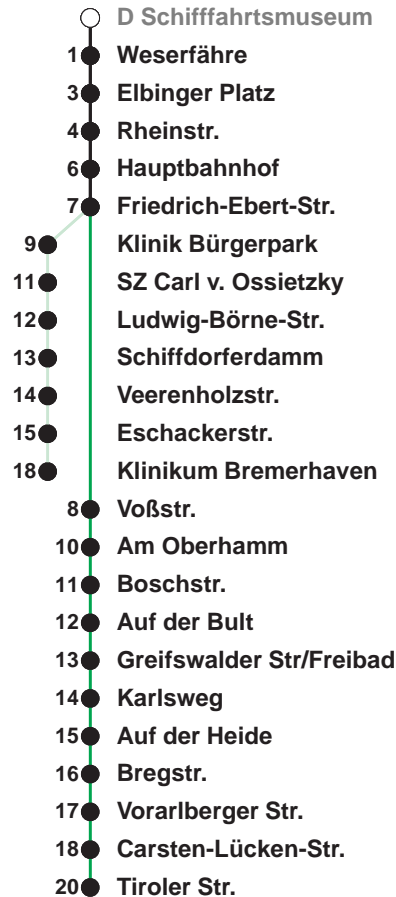 D Schifffahrtsmuseum
1 Weserfähre
3 Elbinger Platz
4 Rheinstr.
6 Hauptbahnhof
7 Friedrich-Ebert-Str.
9 Klinik Bürgerpark
11 SZ Carl v. Ossietzky
12 Ludwig-Börne-Str.
13 Schiffdorferdamm
14 Veerenholzstr.
15 Eschackerstr.
18 Klinikum Bremerhaven
8 Voßstr.
10 Am Oberhamm
11 Boschstr.
12 Auf der Bult
13 Greifswalder Str/Freibad
14 Karlsweg
15 Auf der Heide
16 Bregstr.
17 Vorarlberger Str.
18 Carsten-Lücken-Str.
20 Tiroler Str.